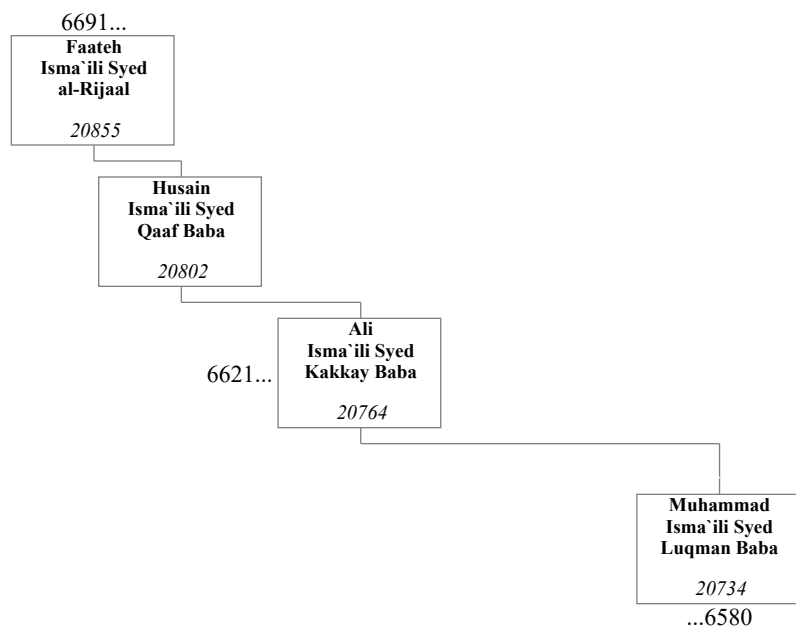 6691...
Faateh
Isma`ili Syed
al-Rijaal
20855
Husain
Isma`ili Syed
Qaaf Baba
20802
6621...
Ali
Isma`ili Syed
Kakkay Baba
20764
Muhammad
Isma`ili Syed
Luqman Baba
20734
...6580